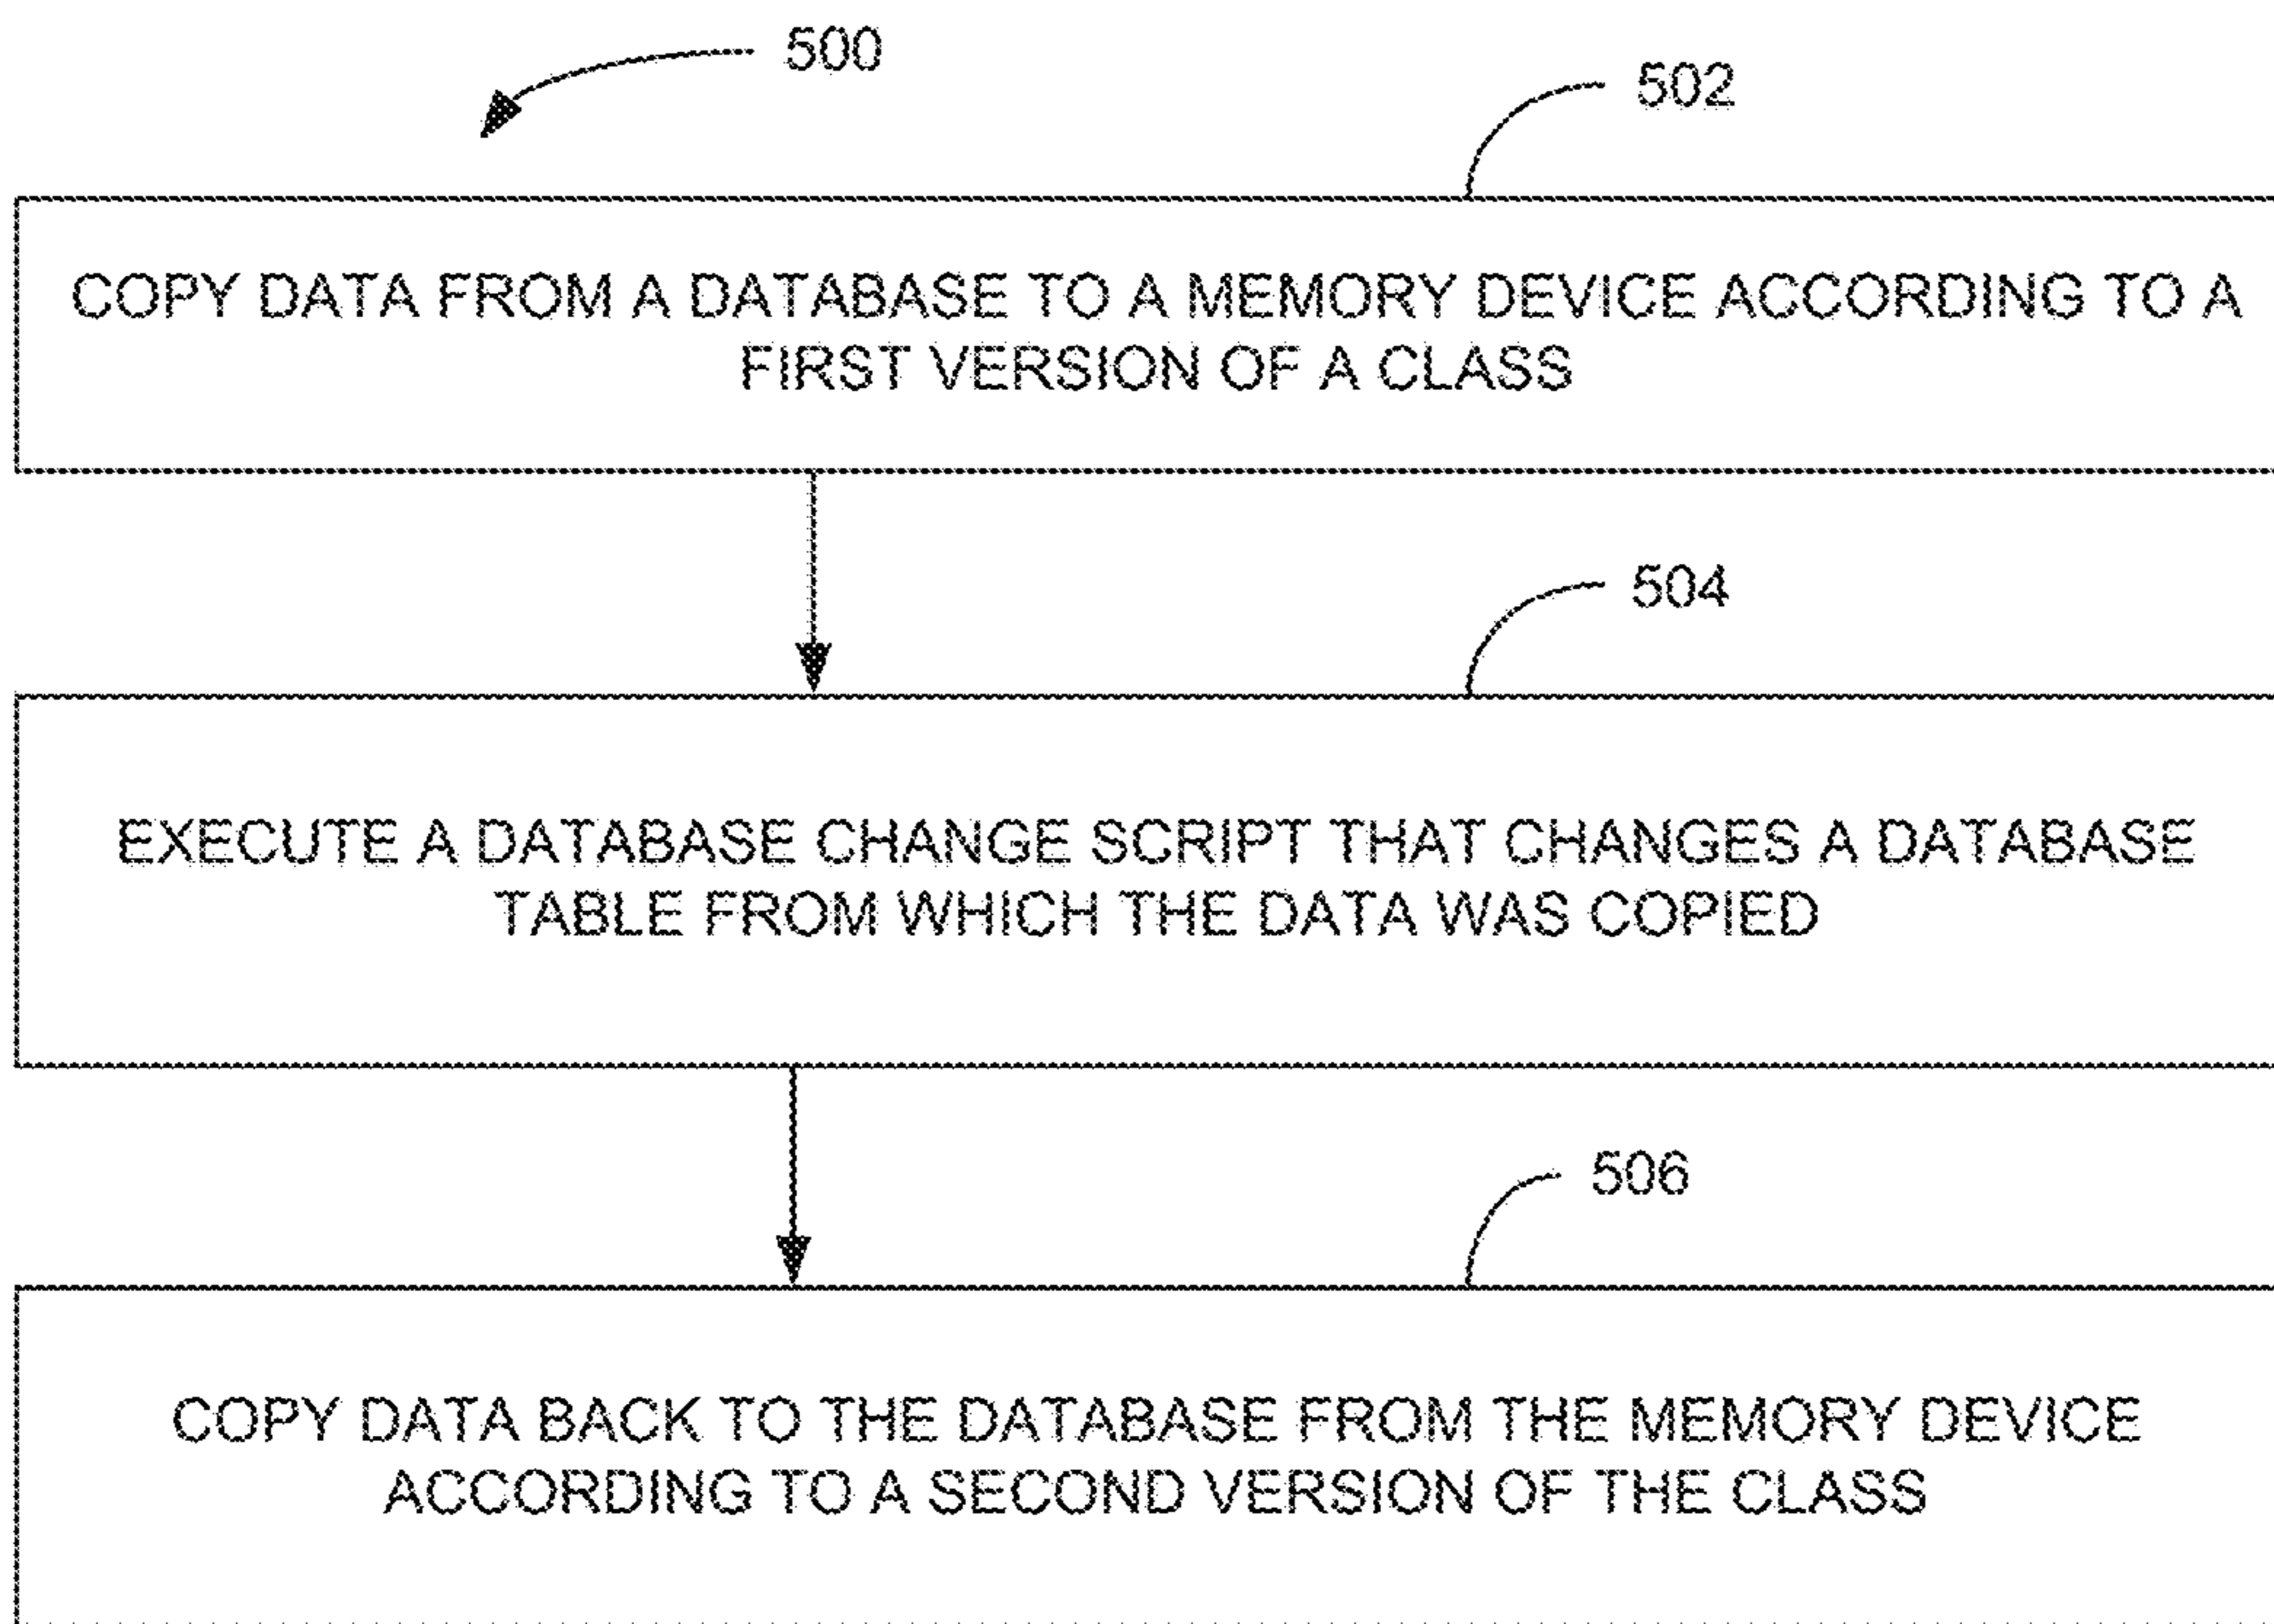 500
502
COPY DATA FROM A DATABASE TO A MEMORY DEVICE ACCORDING TO A
FIRST VERSION OF A CLASS
504
EXECUTE A DATABASE CHANGE SCRIPT THAT CHANGES A DATABASE
TABLE FROM WHICH THE DATA WAS COPIED
506
COPY DATA BACK TO THE DATABASE FROM THE MEMORY DEVICE
ACCORDING TO A SECOND VERSION OF THE CLASS